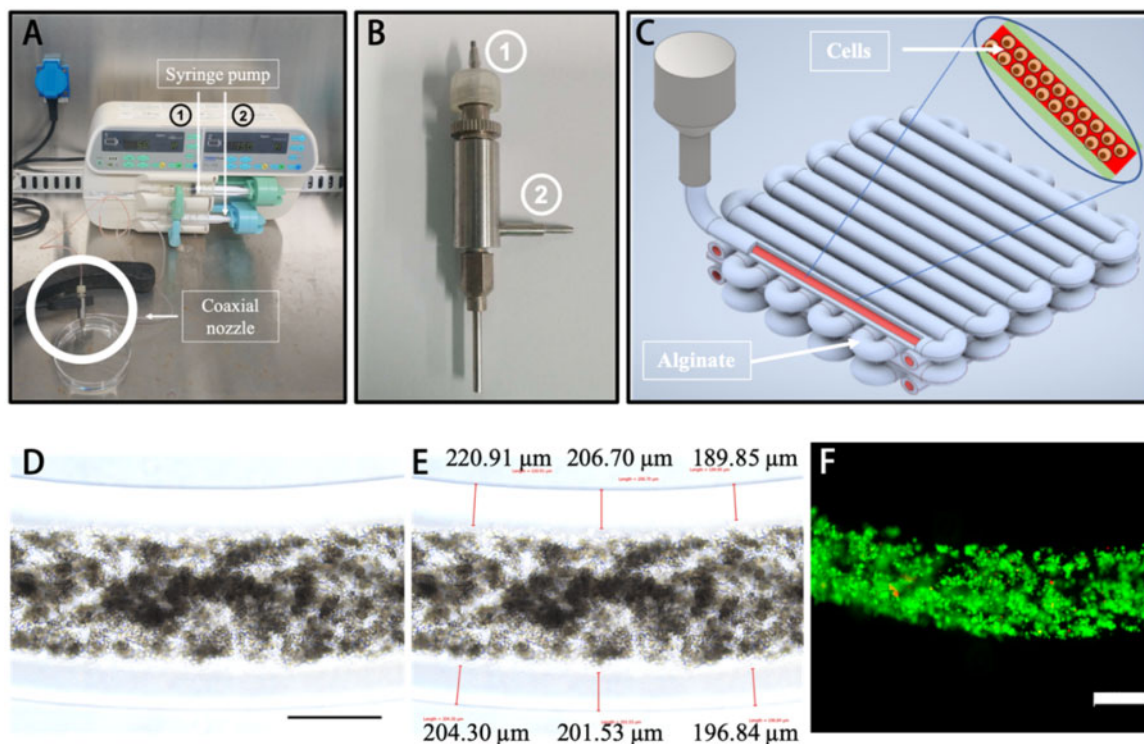 A
Syringe pump
①
②
Coaxial
nozzle
B
①
②
C
Cells
Alginate
D
E
220.91 µm
206.70 µm
189.85 µm
204.30 µm
201.53 µm
196.84 µm
F